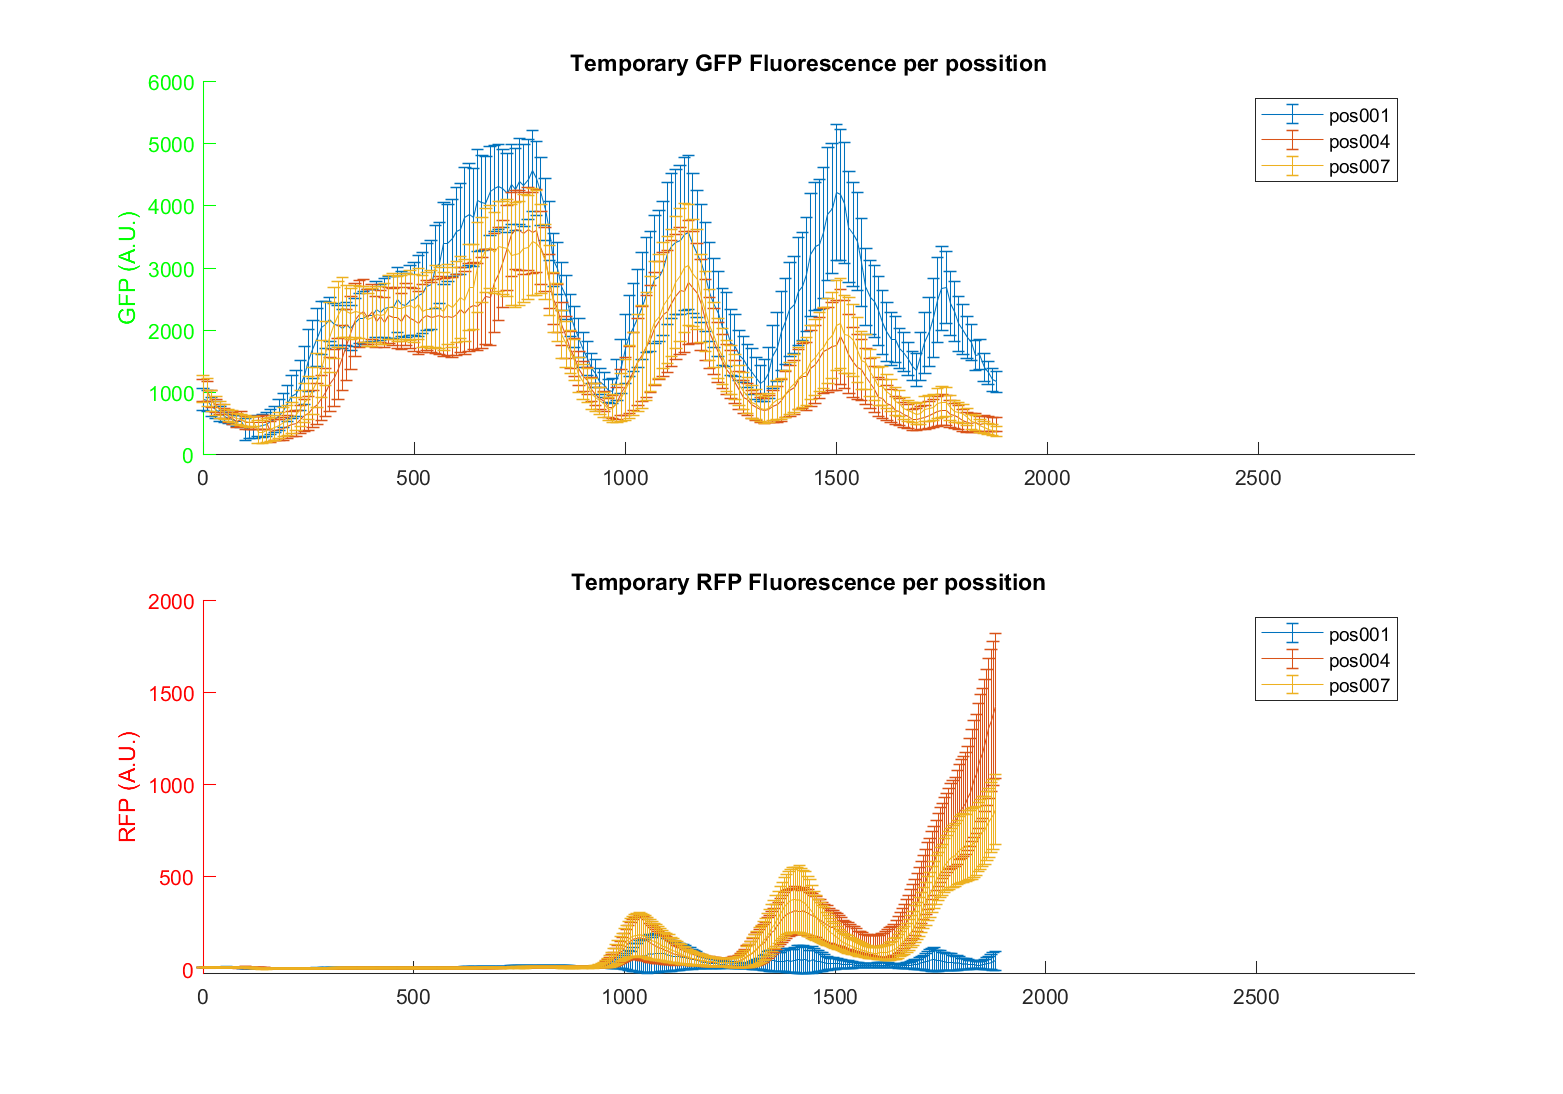 Temporary GFP Fluorescence per possition
6000
5000
4000
3000
2000
1000
0
GFP (A.U.)
pos001
pos004
pos007
0 500 1000 1500 2000 2500
Temporary RFP Fluorescence per possition
2000
1500
1000
500
0
RFP (A.U.)
pos001
pos004
pos007
0 500 1000 1500 2000 2500